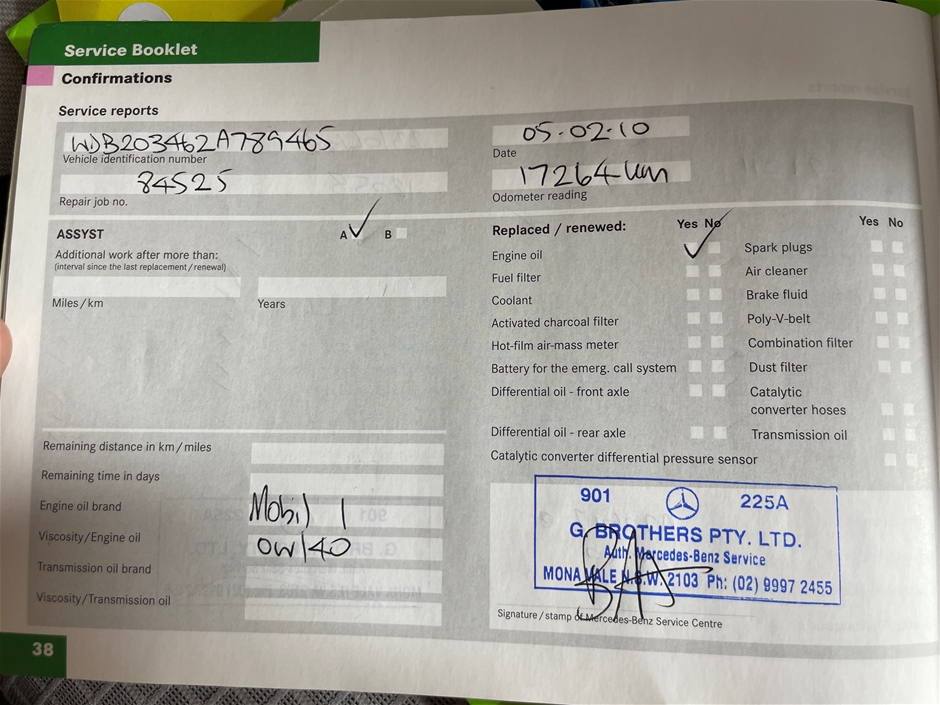 Service Booklet
Confirmations
Service reports
WDB203462A789465
Vehicle identification number
05-02-10
Date
84525
Repair job no.
17264 km
Odometer reading
ASSYST
A B
Additional work after more than:
(interval since the last replacement / renewal)
Miles / km
Years
Replaced / renewed: Yes No
Engine oil
Fuel filter
Coolant
Activated charcoal filter
Hot-film air-mass meter
Battery for the emerg. call system
Differential oil - front axle
Differential oil - rear axle
Catalytic converter differential pressure sensor
Yes No
Spark plugs
Air cleaner
Brake fluid
Poly-V-belt
Combination filter
Dust filter
Catalytic
converter hoses
Transmission oil
Remaining distance in km / miles
Remaining time in days
Engine oil brand Mobil 1
Viscosity/Engine oil 0W/40
Transmission oil brand
Viscosity/Transmission oil
901 225A
G. BROTHERS PTY. LTD.
Auth. Mercedes-Benz Service
MONA VALE N.S.W. 2103 Ph: (02) 9997 2455
Signature / stamp of Mercedes-Benz Service Centre
38